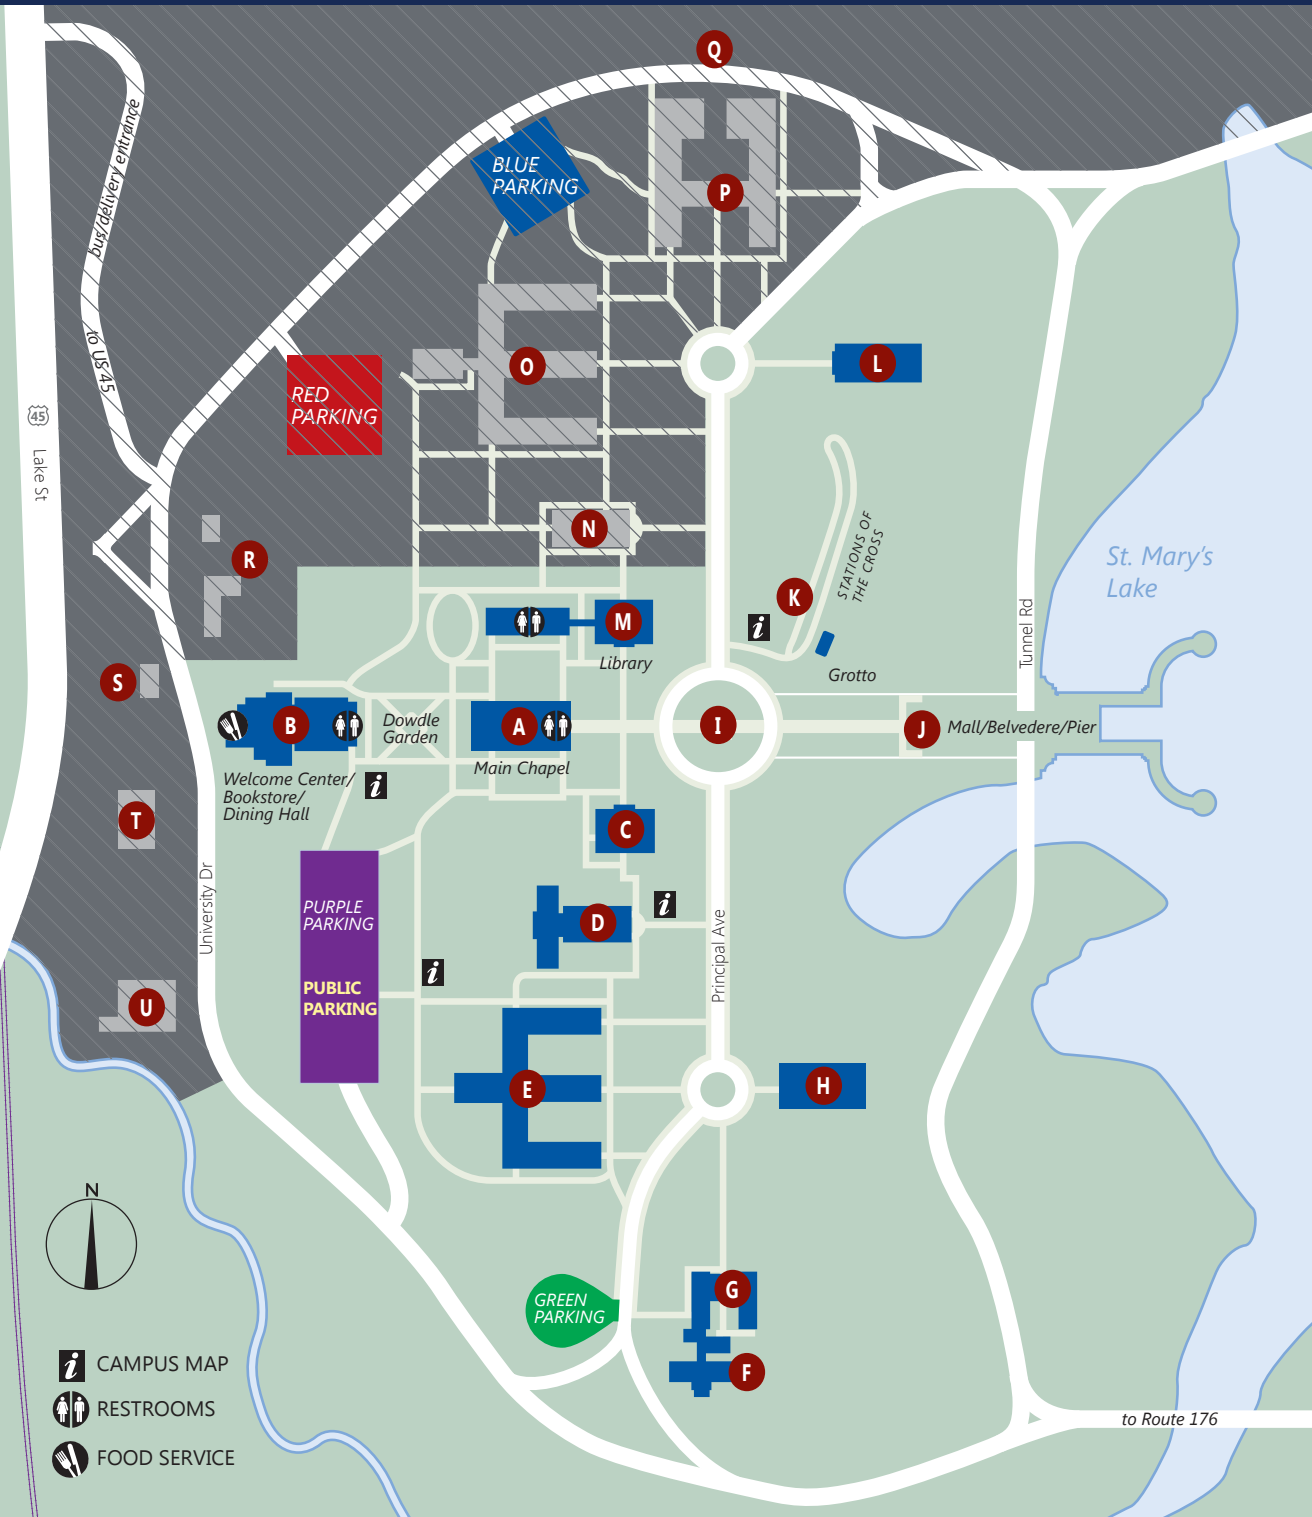 Q
bus/delivery entrance
BLUE
PARKING
P
to US 45
O
L
RED
PARKING
45
Lake St
N
STATIONS OF
THE CROSS
St. Mary's
Lake
R
K
i
M
Library
Tunnel Rd
Grotto
S
B
Dowdle
Garden
A
I
J
Mall/Belvedere/Pier
Main Chapel
Welcome Center/
Bookstore/
Dining Hall
i
T
C
University Dr
PURPLE
PARKING
D
i
Principal Ave
i
PUBLIC
PARKING
U
E
H
N
G
GREEN
PARKING
F
i
CAMPUS MAP
RESTROOMS
FOOD SERVICE
to Route 176